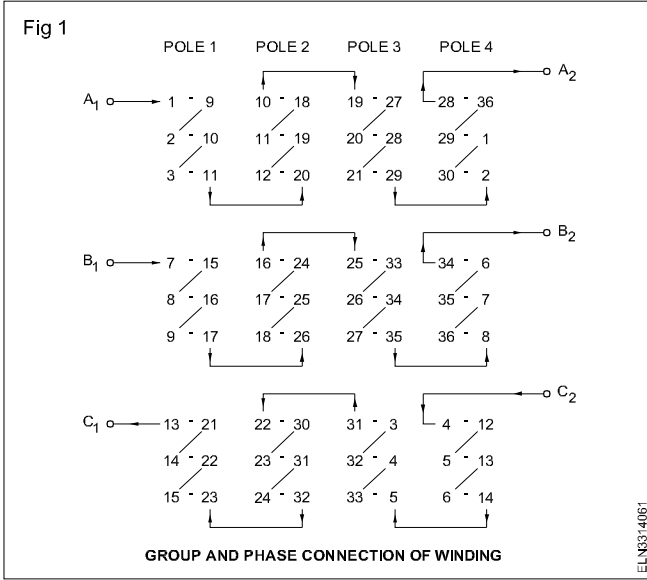 Fig 1
POLE 1 POLE 2 POLE 3 POLE 4
A1 1 - 9 10 - 18 19 - 27 28 - 36 A2
2 - 10 11 - 19 20 - 28 29 - 1
3 - 11 12 - 20 21 - 29 30 - 2
B1 7 - 15 16 - 24 25 - 33 34 - 6 B2
8 - 16 17 - 25 26 - 34 35 - 7
9 - 17 18 - 26 27 - 35 36 - 8
C1 13 - 21 22 - 30 31 - 3 4 - 12 C2
14 - 22 23 - 31 32 - 4 5 - 13
15 - 23 24 - 32 33 - 5 6 - 14
GROUP AND PHASE CONNECTION OF WINDING
ELN3314061